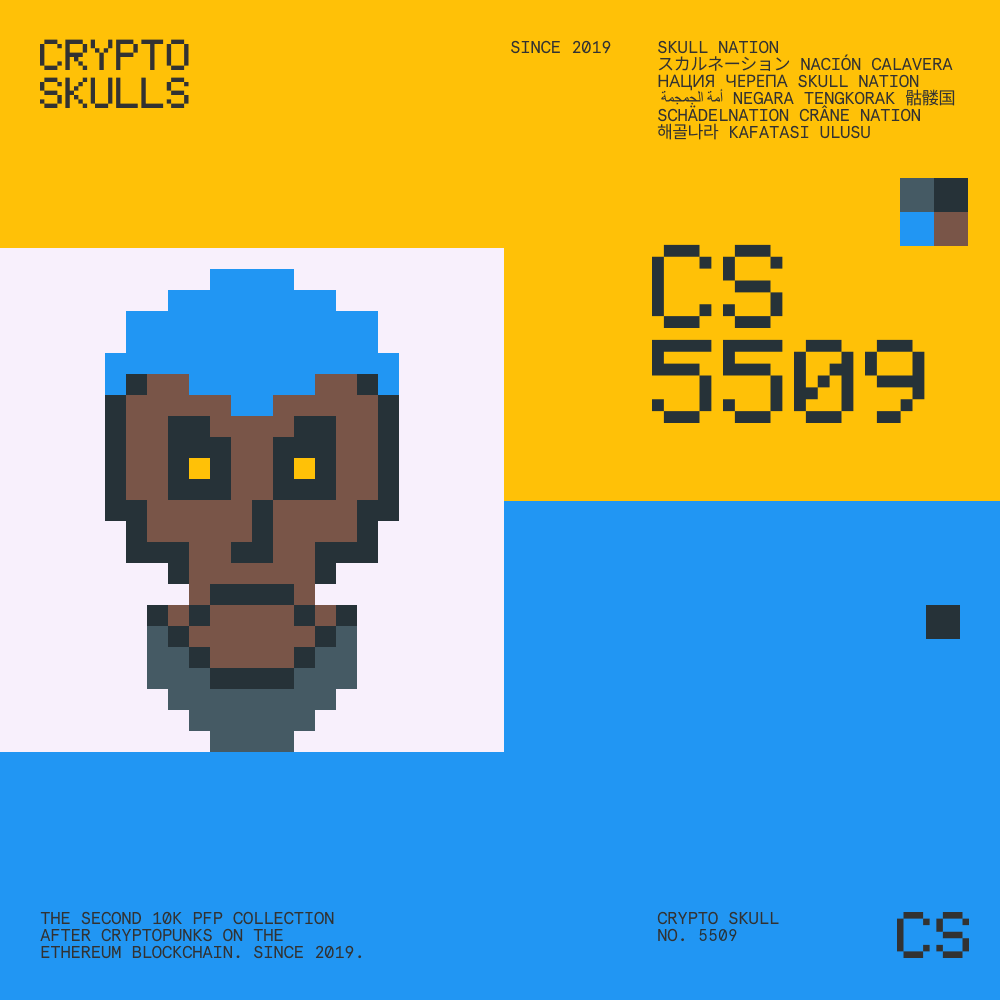 CRYPTO
SKULLS
SINCE 2019
SKULL NATION
スカルネーション NACIÓN CALAVERA
НАЦИЯ ЧЕРЕПА SKULL NATION
أمة الجمجمة NEGARA TENGKORAK 骷髅国
SCHÄDELNATION CRÂNE NATION
해골나라 KAFATASI ULUSU
CS
5509
THE SECOND 10K PFP COLLECTION
AFTER CRYPTOPUNKS ON THE
ETHEREUM BLOCKCHAIN. SINCE 2019.
CRYPTO SKULL
NO. 5509
CS